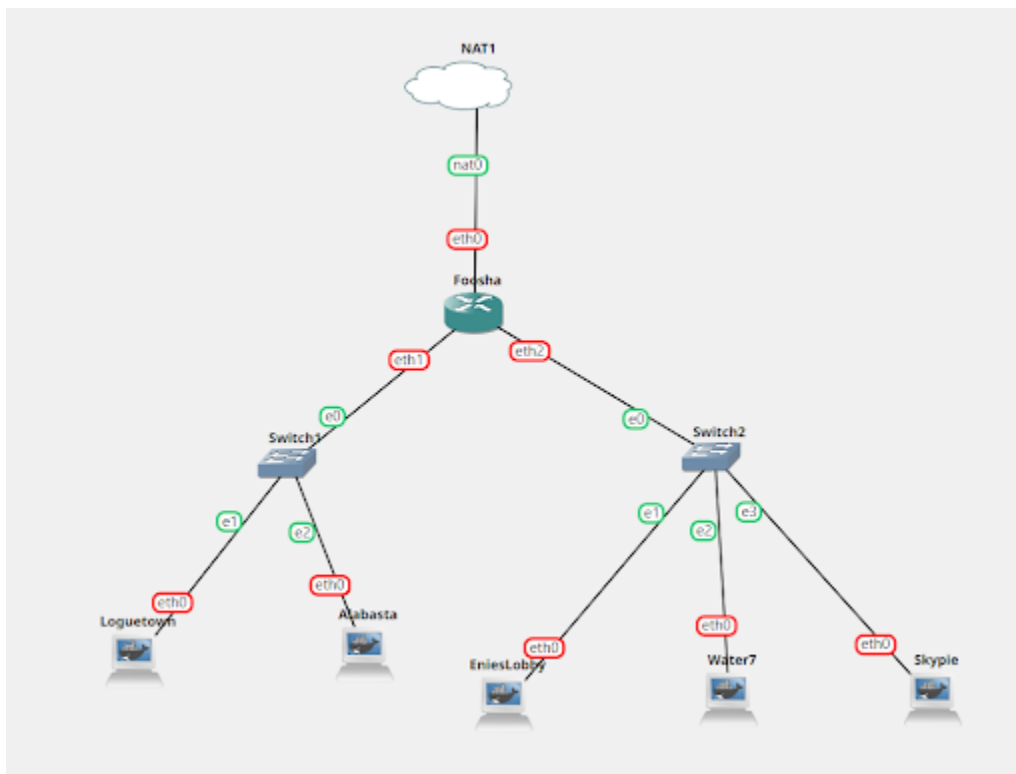 NAT1
nat0
eth0
Foosha
eth1
eth2
e0
e0
Switch1
Switch2
e1
e2
e1
e2
e3
eth0
eth0
Loguetown
Alabasta
eth0
eth0
eth0
EniesLobby
Water7
Skypie